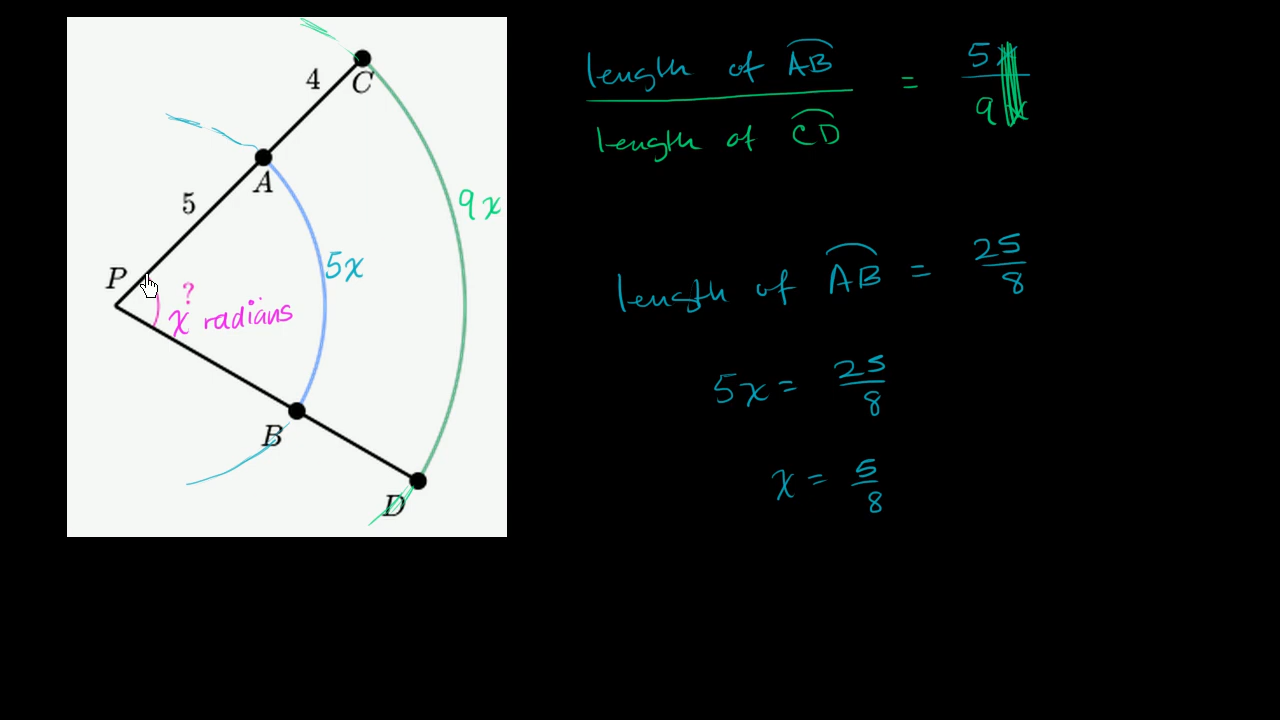 4
C
A
5
P
?
x radians
5x
9x
B
D
length of AB
length of CD
=
5x
9x
length of AB = 25/8
5x = 25/8
x = 5/8